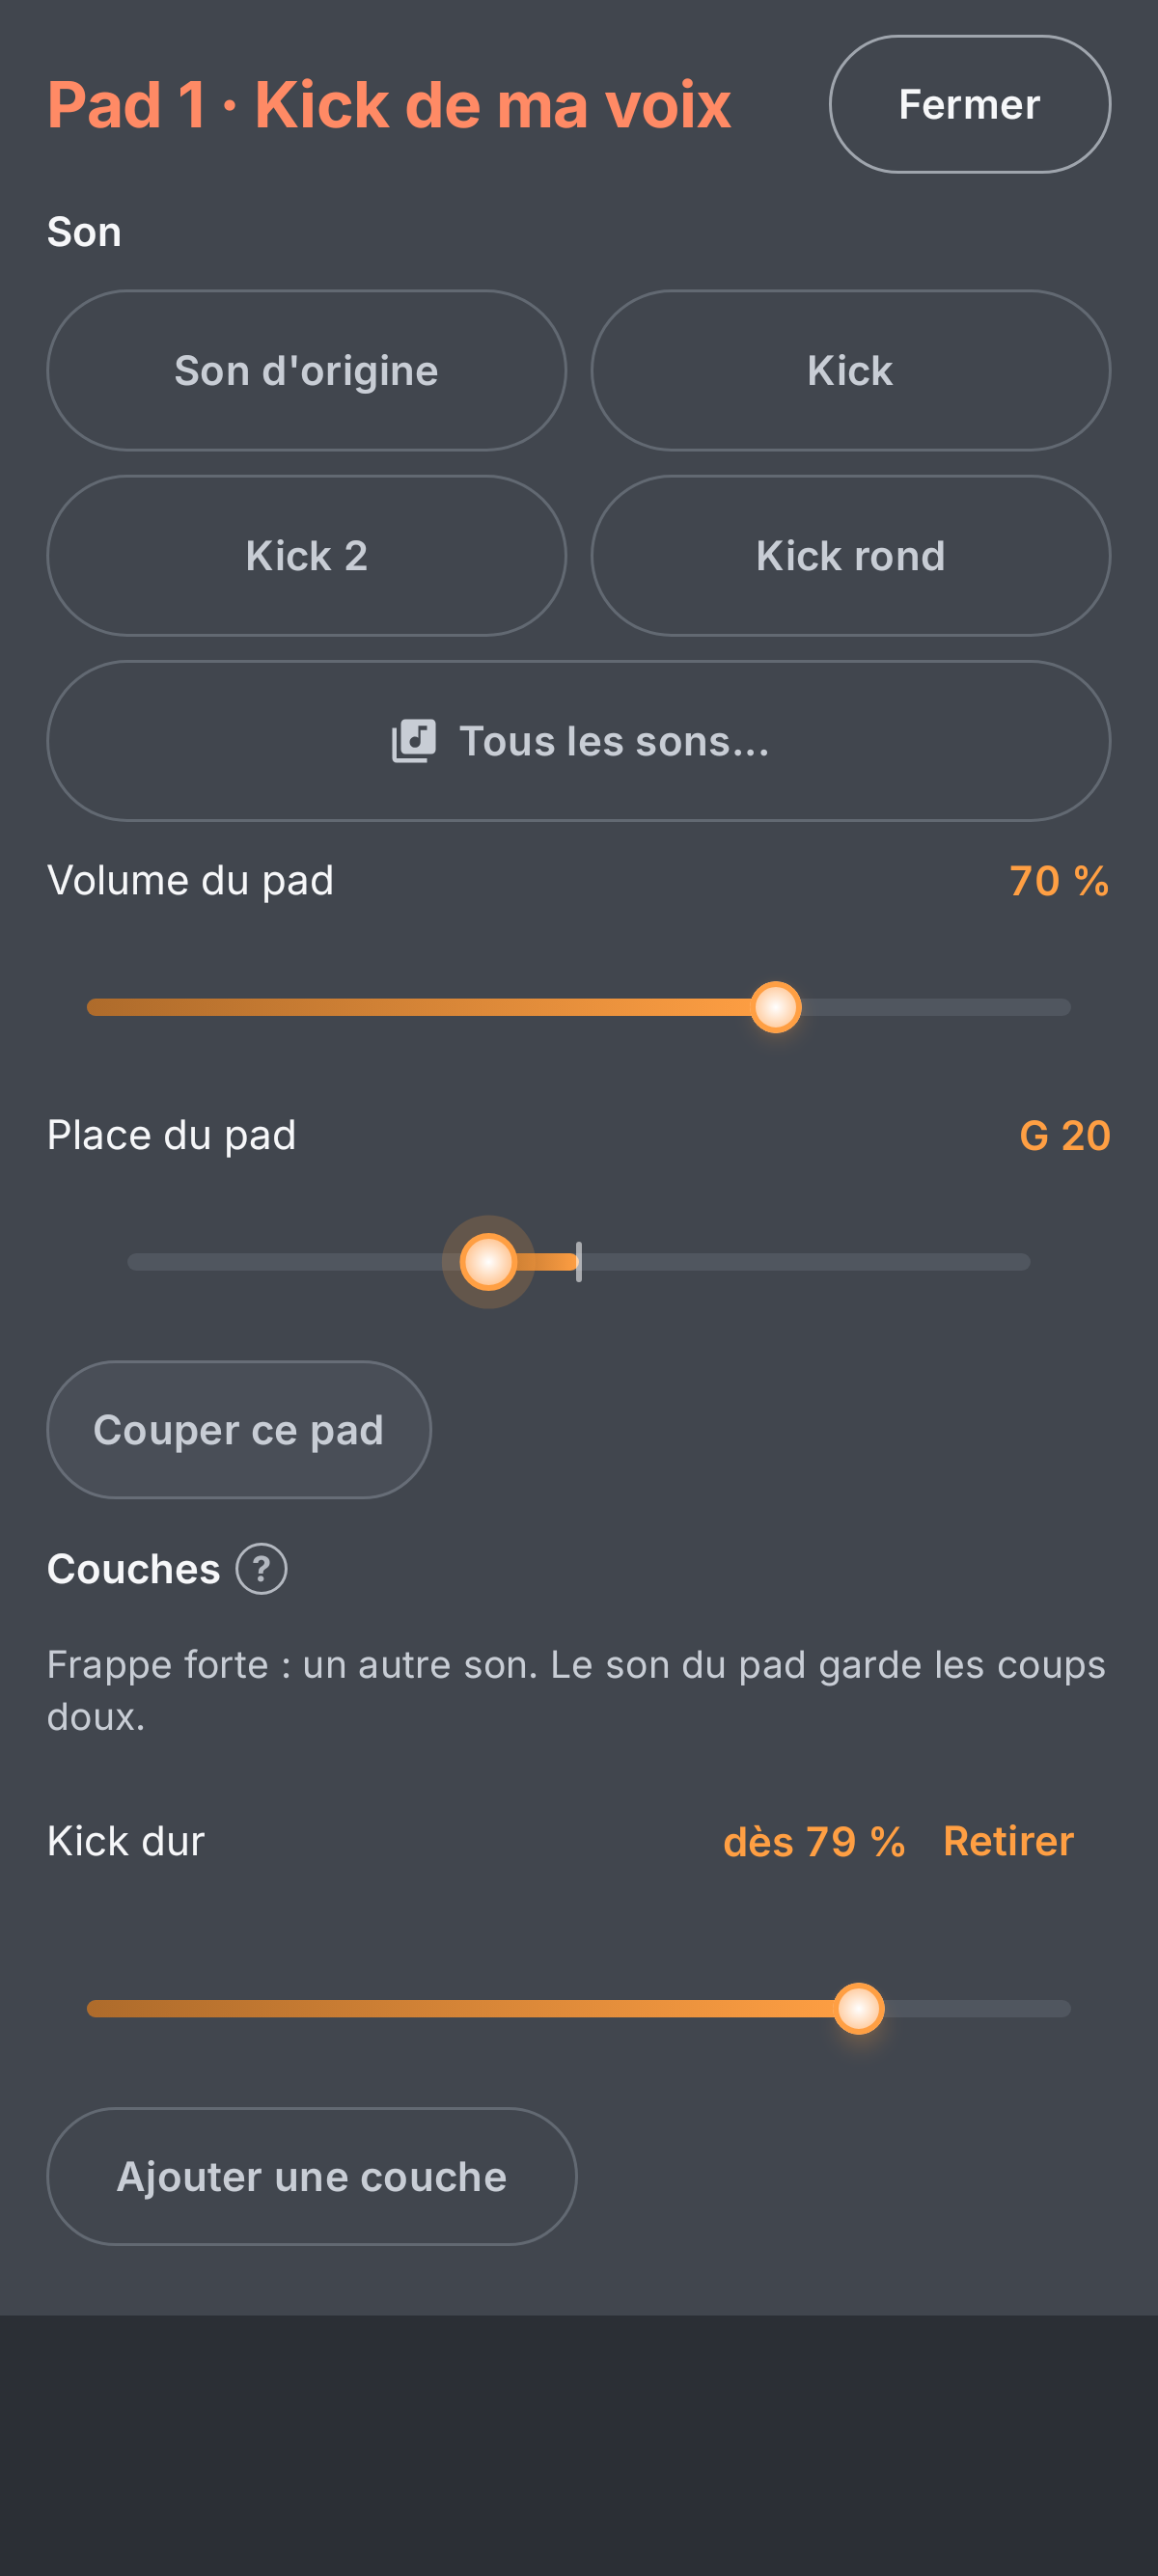 Pad 1 · Kick de ma voix
Fermer
Son
Son d'origine
Kick
Kick 2
Kick rond
Tous les sons...
Volume du pad
70 %
Place du pad
G 20
Couper ce pad
Couches ?
Frappe forte : un autre son. Le son du pad garde les coups
doux.
Kick dur
dès 79 %
Retirer
Ajouter une couche